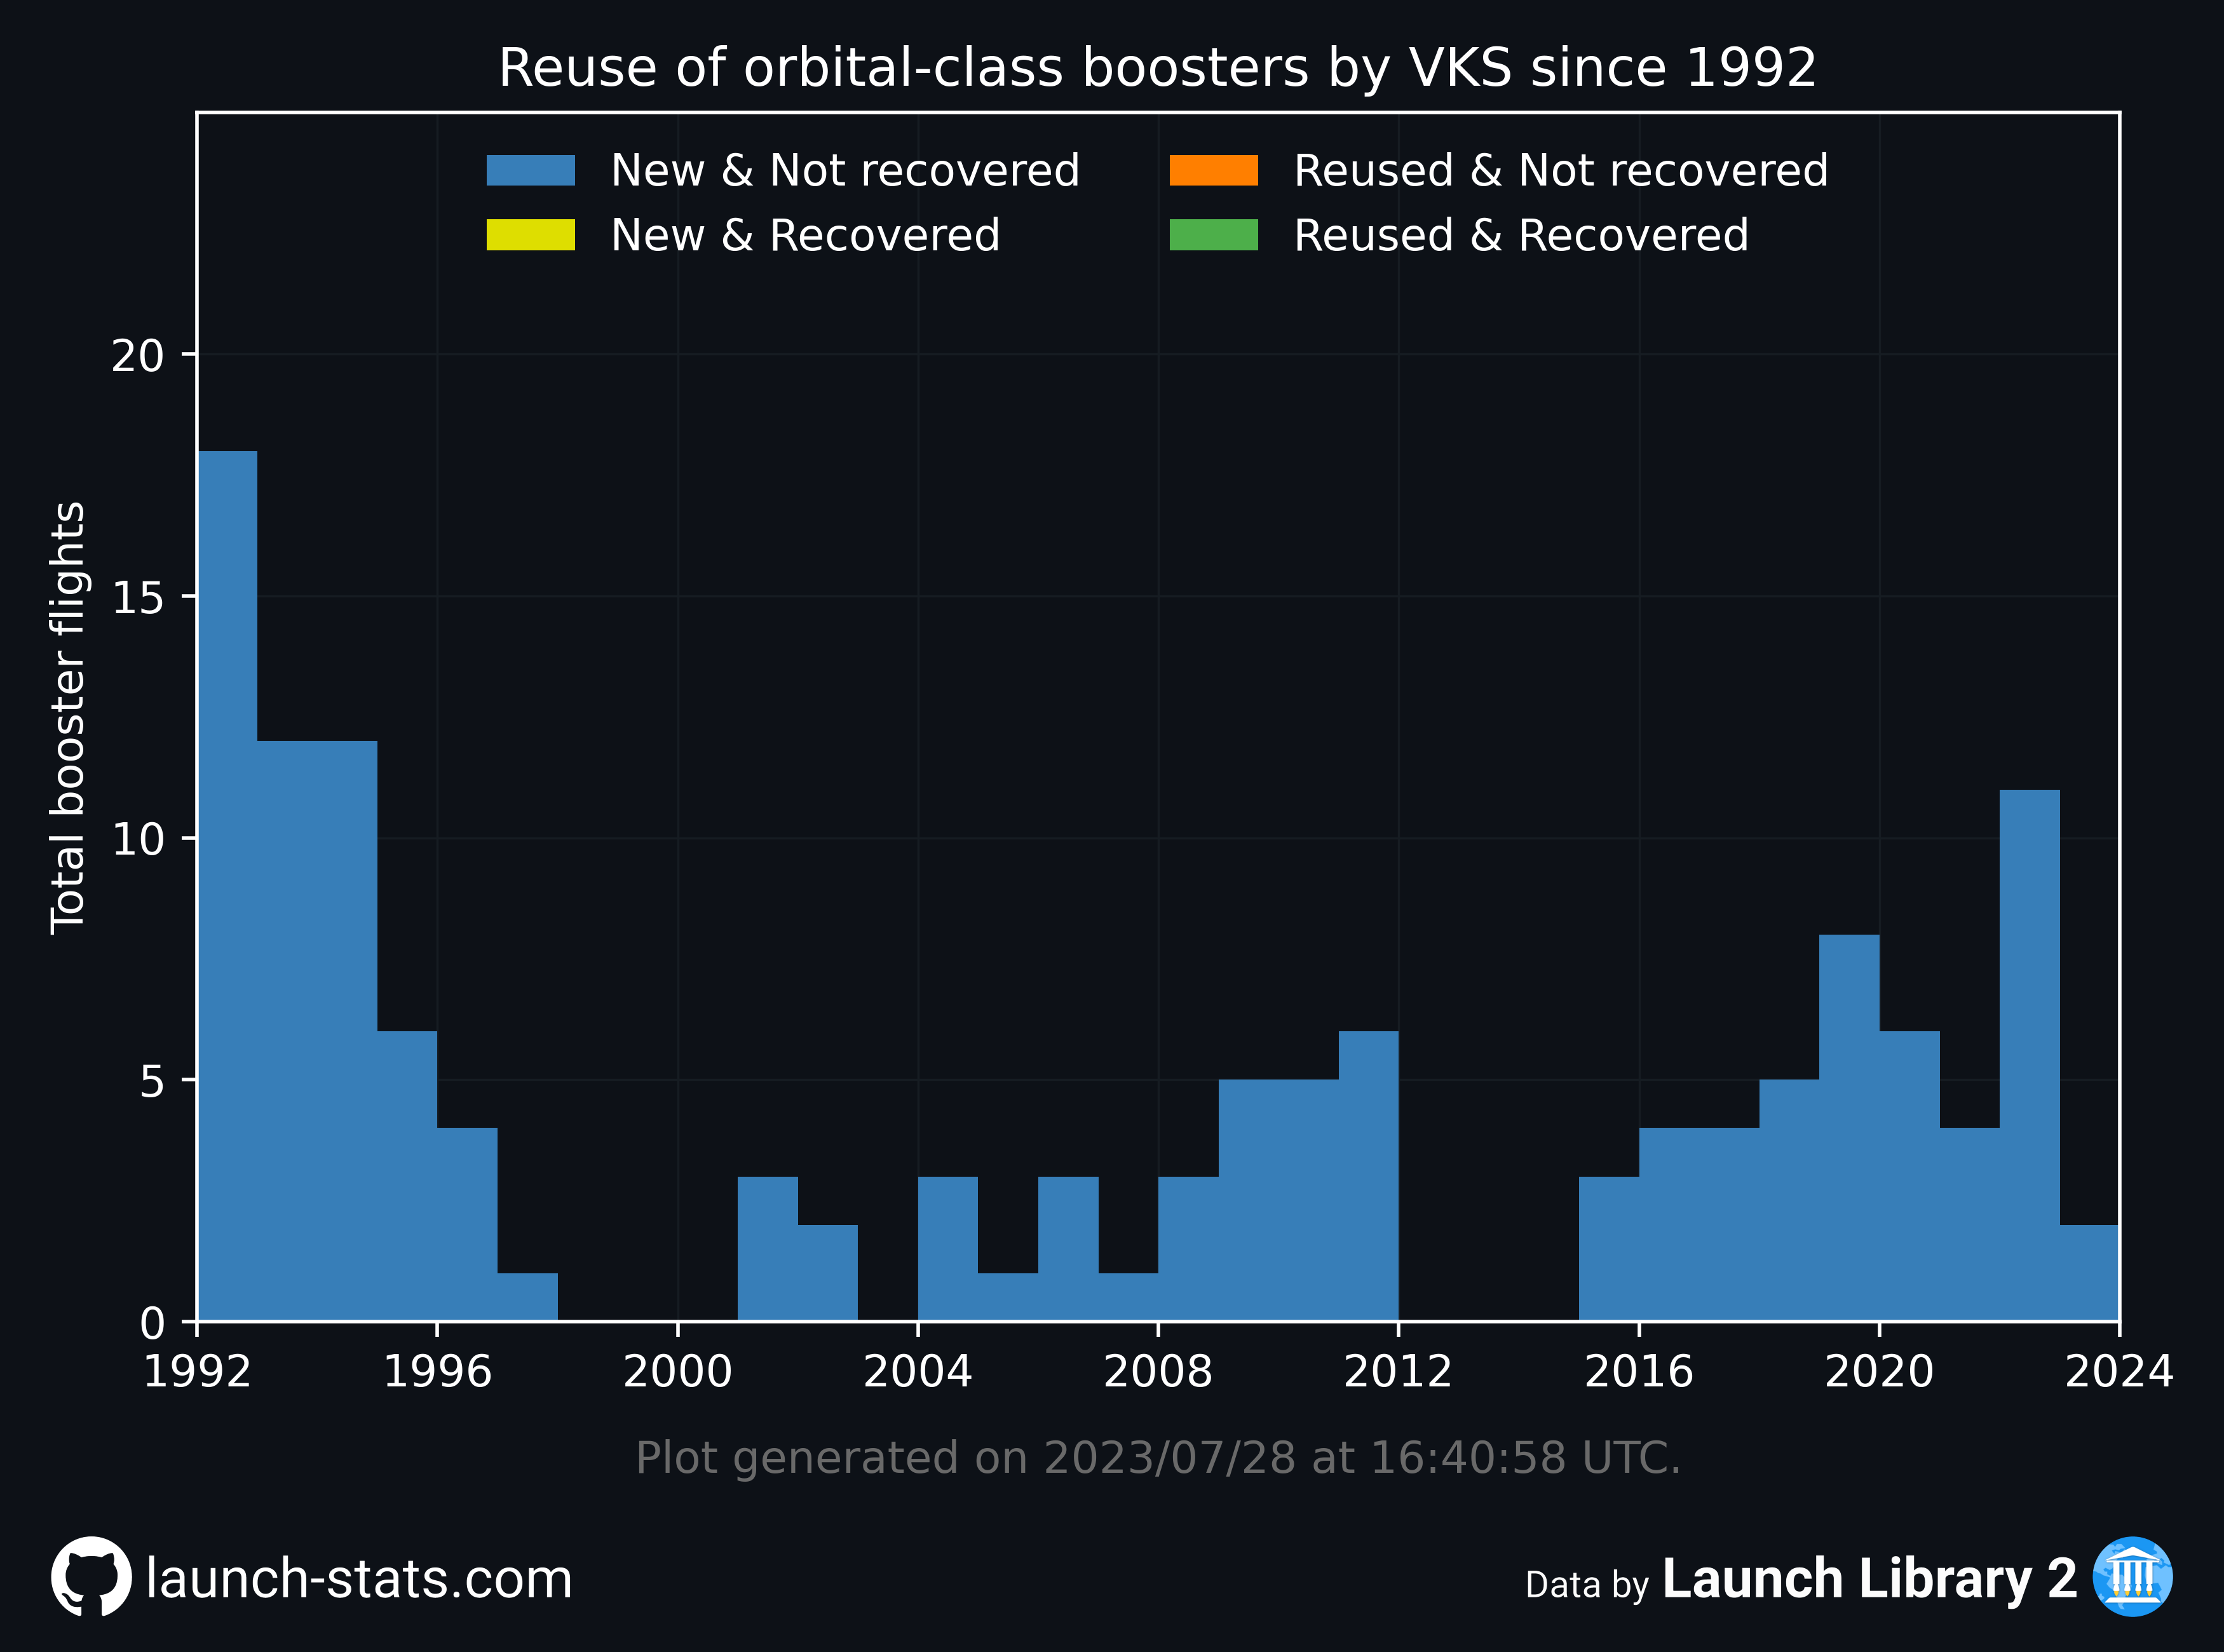 Reuse of orbital-class boosters by VKS since 1992
New & Not recovered
New & Recovered
Reused & Not recovered
Reused & Recovered
Total booster flights
20
15
10
5
0
1992 1996 2000 2004 2008 2012 2016 2020 2024
Plot generated on 2023/07/28 at 16:40:58 UTC.
launch-stats.com
Data by Launch Library 2